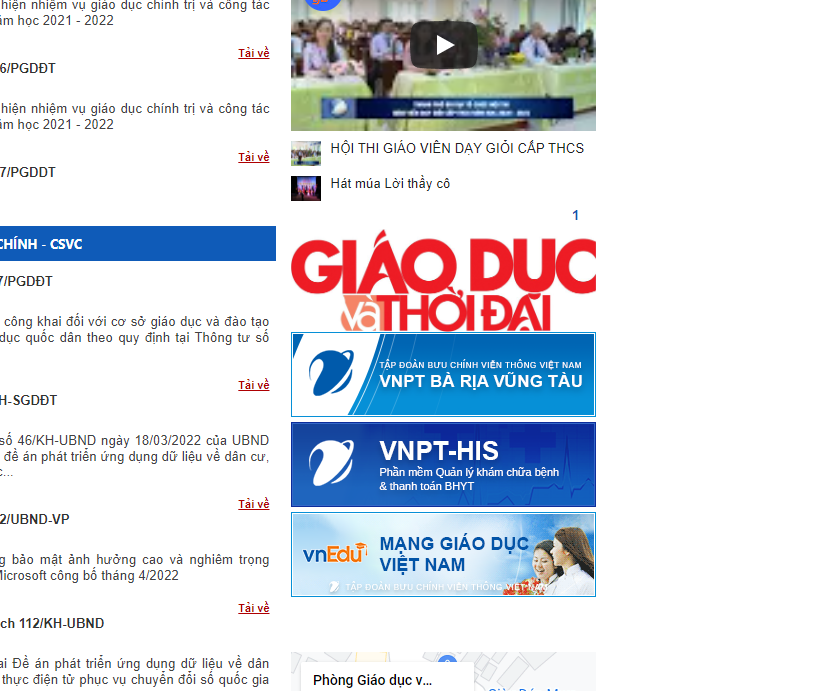 hiện nhiệm vụ giáo dục chính trị và công tác
ăm học 2021 - 2022
Tải về
6/PGDĐT
hiện nhiệm vụ giáo dục chính trị và công tác
ăm học 2021 - 2022
Tải về
7/PGDDT
CHÍNH - CSVC
7/PGDĐT
công khai đối với cơ sở giáo dục và đào tạo
dục quốc dân theo quy định tại Thông tư số
Tải về
H-SGDĐT
số 46/KH-UBND ngày 18/03/2022 của UBND
đề án phát triển ứng dụng dữ liệu về dân cư,
c...
Tải về
2/UBND-VP
g bảo mật ảnh hưởng cao và nghiêm trọng
Microsoft công bố tháng 4/2022
Tải về
ch 112/KH-UBND
ai Đề án phát triển ứng dụng dữ liệu về dân
thực điện tử phục vụ chuyển đổi số quốc gia
HỘI THI GIÁO VIÊN DẠY GIỎI CẤP THCS
Hát múa Lời thầy cô
1
GIÁO DỤC
và THỜI ĐẠI
TẬP ĐOÀN BƯU CHÍNH VIỄN THÔNG VIỆT NAM
VNPT BÀ RỊA VŨNG TÀU
VNPT-HIS
Phần mềm Quản lý khám chữa bệnh
& thanh toán BHYT
vnEdu
MẠNG GIÁO DỤC
VIỆT NAM
TẬP ĐOÀN BƯU CHÍNH VIỄN THÔNG VIỆT NAM
Phòng Giáo dục v...